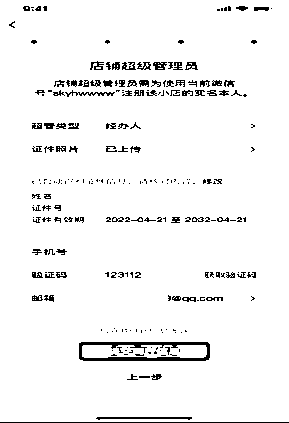 9:41
店铺超级管理员
店铺超级管理员需为使用当前微信
号“skyhwwww”注册该小店的实名本人。
超管类型 经办人
证件照片 已上传
修改
姓名
证件号
证件有效期 2022-04-21 至 2032-04-21
手机号
验证码 123112 获取验证码
邮箱 @qq.com
上一步